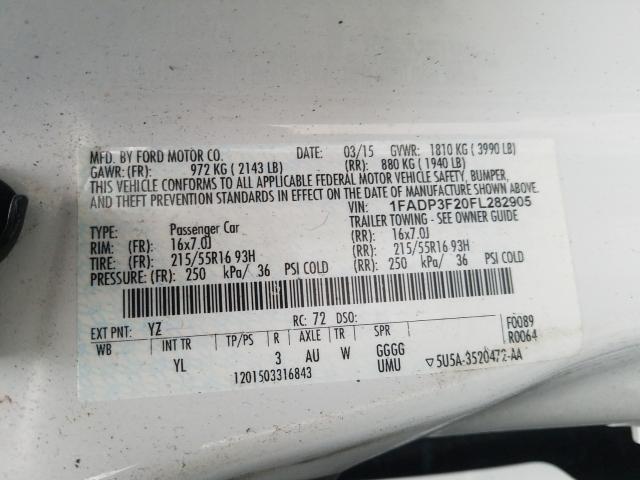 MFD. BY FORD MOTOR CO. DATE: 03/15 GVWR: 1810 KG ( 3990 LB)
GAWR: (FR): 972 KG ( 2143 LB) (RR): 880 KG ( 1940 LB)
THIS VEHICLE CONFORMS TO ALL APPLICABLE FEDERAL MOTOR VEHICLE SAFETY, BUMPER,
AND THEFT PREVENTION STANDARDS IN EFFECT ON THE DATE OF MANUFACTURE SHOWN ABOVE.
VIN: 1FADP3F20FL282905
TYPE: Passenger Car TRAILER TOWING - SEE OWNER GUIDE
RIM: (FR): 16x7.0J (RR): 16x7.0J
TIRE: (FR): 215/55R16 93H (RR): 215/55R16 93H
PRESSURE: (FR): 250 kPa/ 36 PSI COLD (RR): 250 kPa/ 36 PSI COLD
EXT PNT: YZ RC: 72 DSO: F0089
WB INT TR TP/PS R AXLE TR SPR R0064
YL 3 AU W GGGG
UMU ▽5U5A-3520472-AA
1201503316843